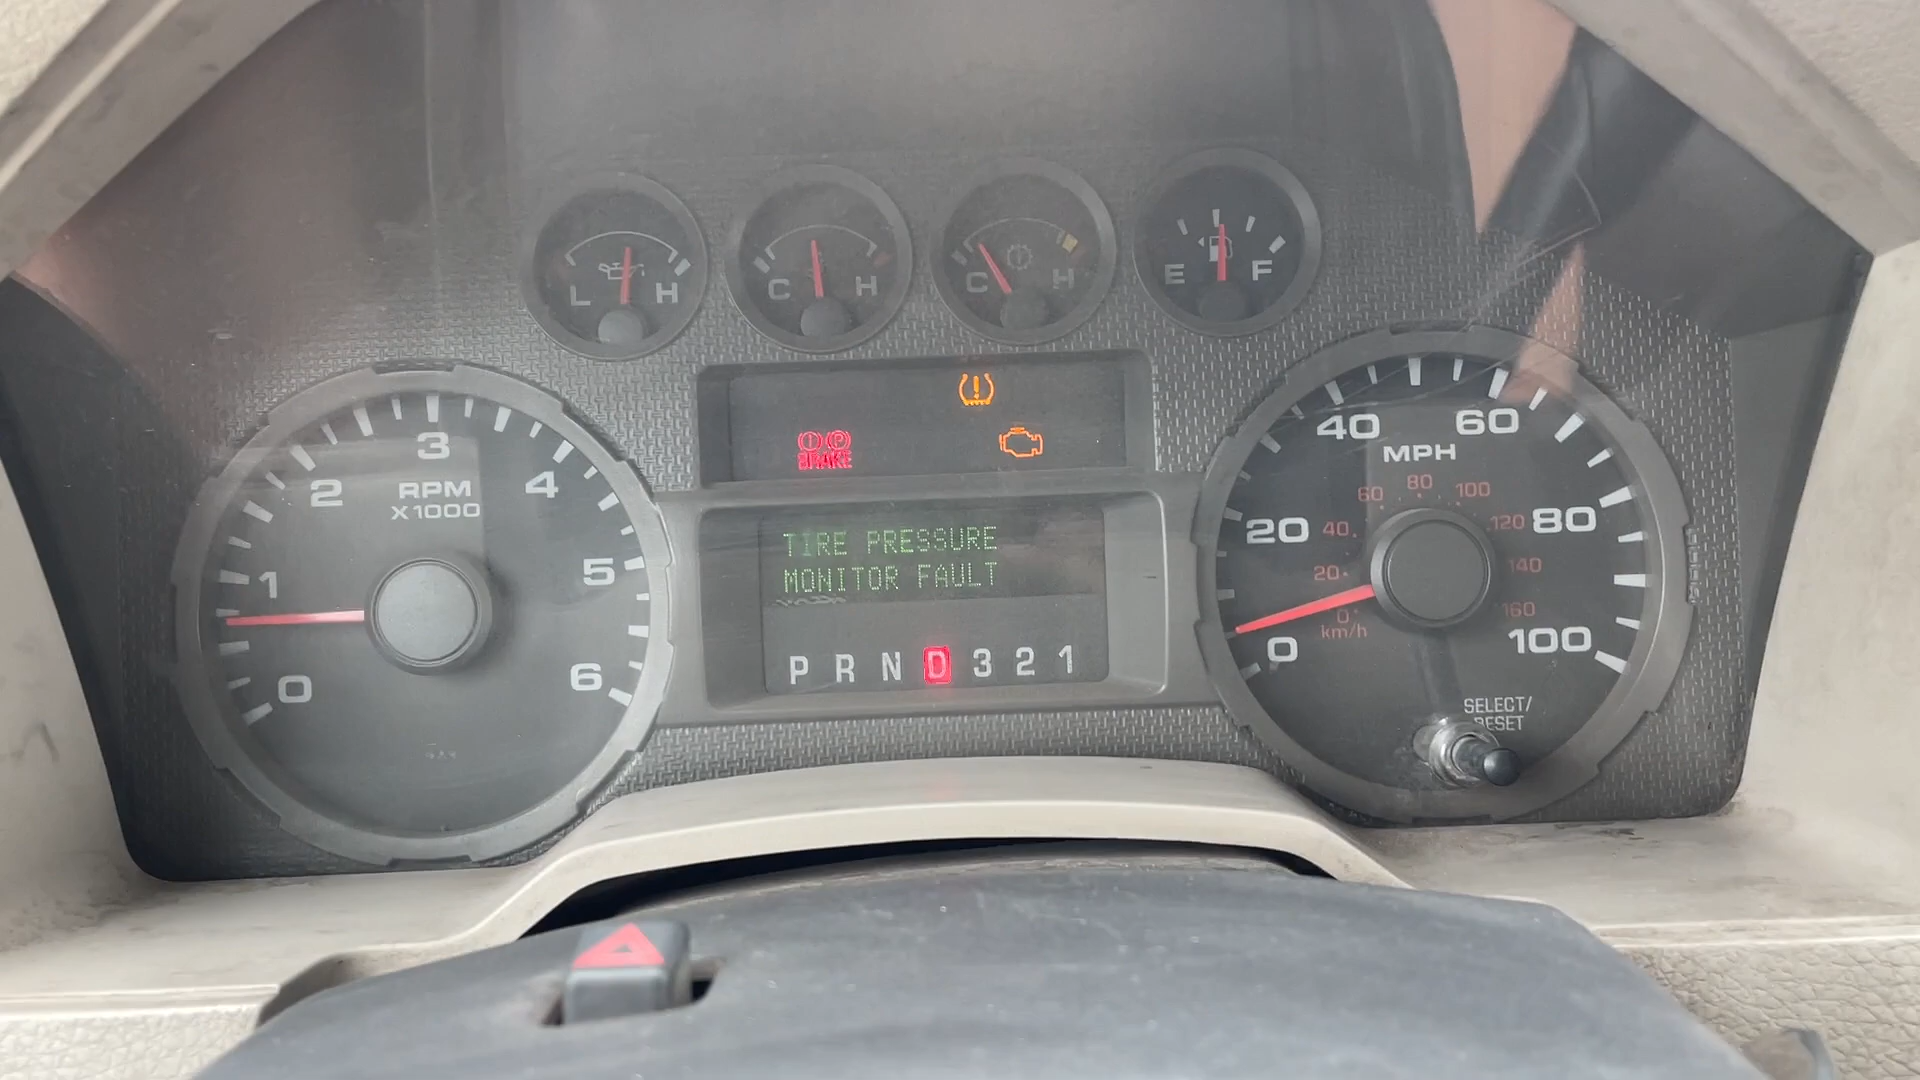 L H
C H
C H
E F
BRAKE
0 1 2 3 4 5 6
RPM
X1000
TIRE PRESSURE
MONITOR FAULT
P R N D 3 2 1
0 20 40 60 80 100
MPH
0 20 40 60 80 100 120 140 160
km/h
SELECT/
RESET